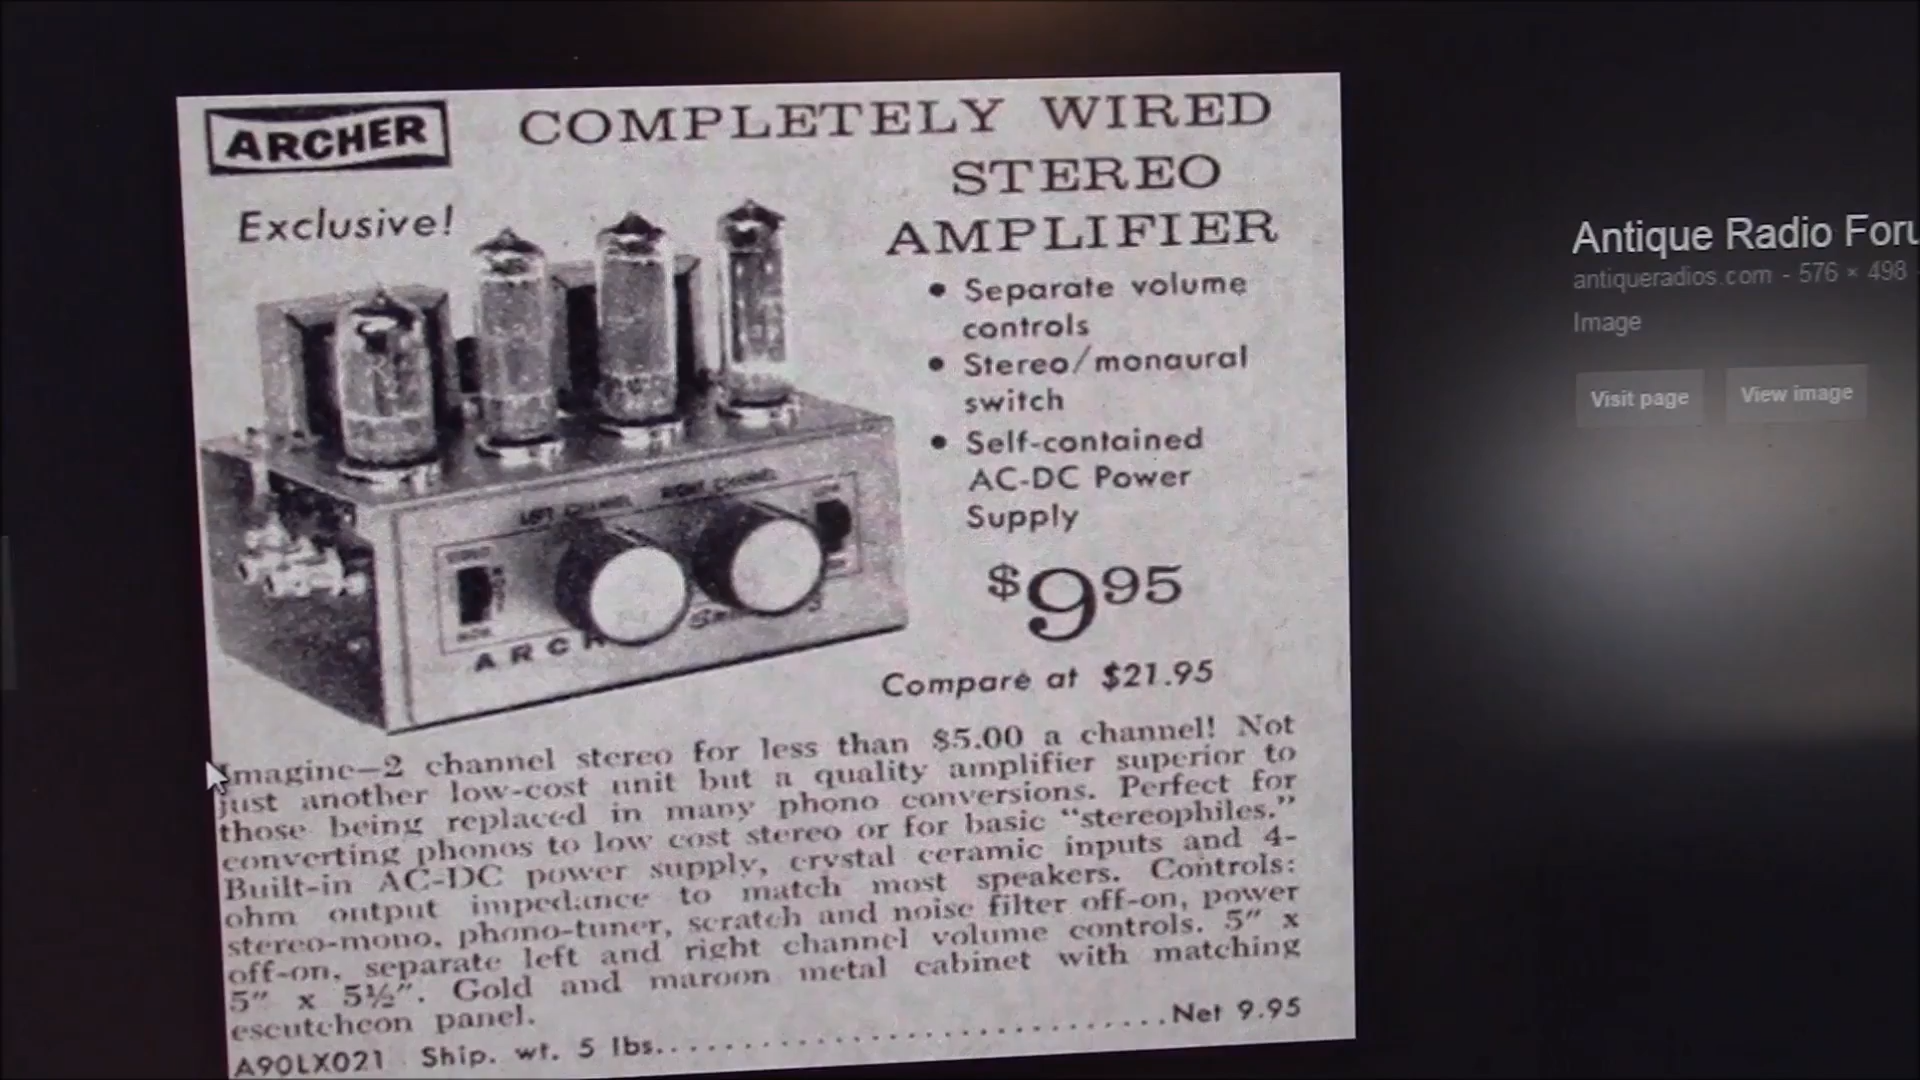 ARCHER
COMPLETELY WIRED
STEREO
AMPLIFIER
Exclusive!
• Separate volume
controls
• Stereo/monaural
switch
• Self-contained
AC-DC Power
Supply
$9 95
Compare at $21.95
LEFT CHANNEL
RIGHT CHANNEL
ARCH
Imagine—2 channel stereo for less than $5.00 a channel! Not
just another low-cost unit but a quality amplifier superior to
those being replaced in many phono conversions. Perfect for
converting phonos to low cost stereo or for basic "stereophiles."
Built-in AC-DC power supply, crystal ceramic inputs and 4-
ohm output impedance to match most speakers. Controls:
stereo-mono, phono-tuner, scratch and noise filter off-on, power
off-on, separate left and right channel volume controls. 5" x
5" x 5½". Gold and maroon metal cabinet with matching
escutcheon panel.
A90LX021 Ship. wt. 5 lbs. Net 9.95
Antique Radio Foru
antiqueradios.com - 576 × 498
Image
Visit page
View image